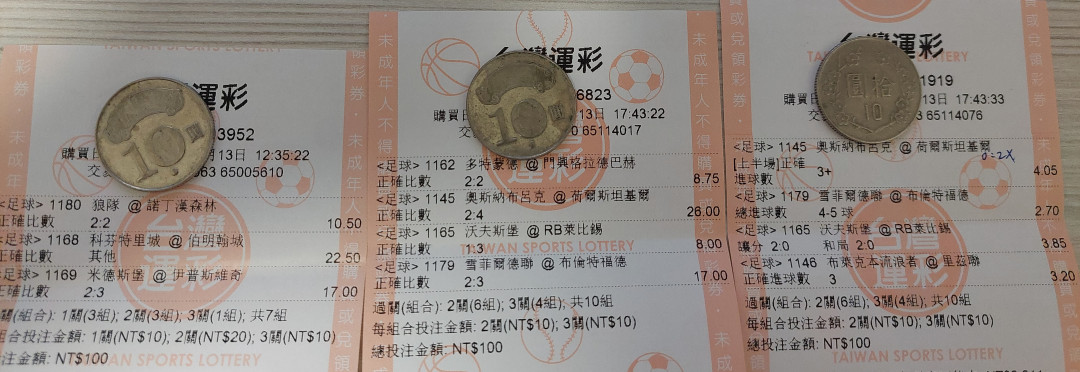 TAIWAN SPORTS LOTTERY
運彩
3952
購買日 月13日 12:35:22
交 063 65005610
<足球> 1180 狼隊 @ 諾丁漢森林
正確比數 2:2 10.50
<足球> 1168 科芬特里城 @ 伯明翰城
正確比數 其他 22.50
<足球> 1169 米德斯堡 @ 伊普斯維奇
正確比數 2:3 17.00
過關(組合): 1關(3組); 2關(3組); 3關(1組); 共7組
組合投注金額: 1關(NT$10); 2關(NT$20); 3關(NT$10)
注金額: NT$100
TAIWAN SPORTS LOTTERY
台灣運彩
6823
購買日 13日 17:43:22
交 0 65114017
<足球> 1162 多特蒙德 @ 門興格拉德巴赫
正確比數 2:2 8.75
<足球> 1145 奧斯納布呂克 @ 荷爾斯坦基爾
正確比數 2:4 26.00
<足球> 1165 沃夫斯堡 @ RB萊比錫
正確比數 1:3 8.00
TAIWAN SPORTS LOTTERY
<足球> 1179 雪菲爾德聯 @ 布倫特福德
正確比數 2:3 17.00
過關(組合): 2關(6組); 3關(4組); 共10組
每組合投注金額: 2關(NT$10); 3關(NT$10)
總投注金額: NT$100
台灣運彩
1919
購買日 13日 17:43:33
交 63 65114076
<足球> 1145 奧斯納布呂克 @ 荷爾斯坦基爾
0:2X
[上半場]正確
進球數 3+ 4.05
<足球> 1179 雪菲爾德聯 @ 布倫特福德
總進球數 4-5 球 2.70
<足球> 1165 沃夫斯堡 @ RB萊比錫
讓分 2:0 和局 2:0 3.85
<足球> 1146 布萊克本流浪者 @ 里茲聯
正確進球數 3 3.20
過關(組合): 2關(6組); 3關(4組); 共10組
每組合投注金額: 2關(NT$10); 3關(NT$10)
總投注金額: NT$100
TAIWAN SPORTS LOTTERY
未成年人不得購買或兌領彩券
10
10
拾圓
10